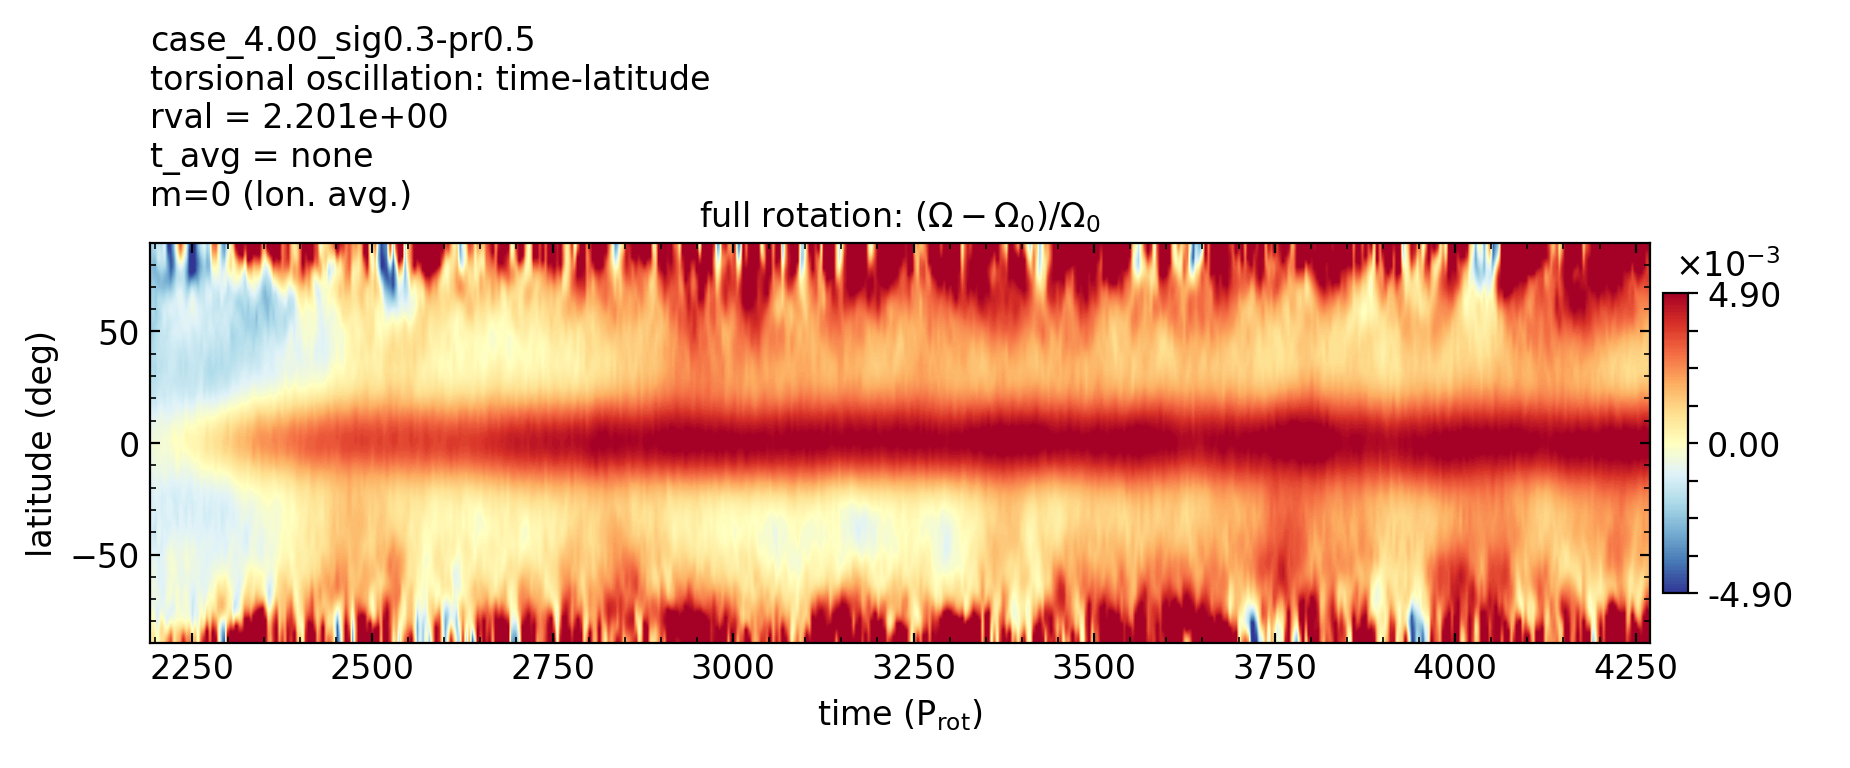 case_4.00_sig0.3-pr0.5
torsional oscillation: time-latitude
rval = 2.201e+00
t_avg = none
m=0 (lon. avg.)
full rotation: (Ω − Ω₀)/Ω₀
×10⁻³
4.90
0.00
-4.90
latitude (deg)
50
0
−50
2250 2500 2750 3000 3250 3500 3750 4000 4250
time (P_rot)